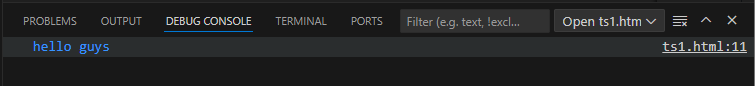 PROBLEMS OUTPUT DEBUG CONSOLE TERMINAL PORTS Filter (e.g. text, !excl... Open ts1.htm
hello guys ts1.html:11